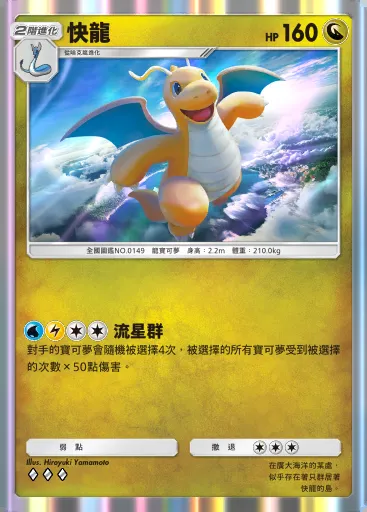 2階進化 快龍 HP 160
從哈克龍進化
全國圖鑑NO.0149 龍寶可夢 身高：2.2m 體重：210.0kg
流星群
對手的寶可夢會隨機被選擇4次，被選擇的所有寶可夢受到被選擇
的次數×50點傷害。
弱點 撤退
Illus. Hiroyuki Yamamoto
在廣大海洋的某處，
似乎存在著只群居著
快龍的島。